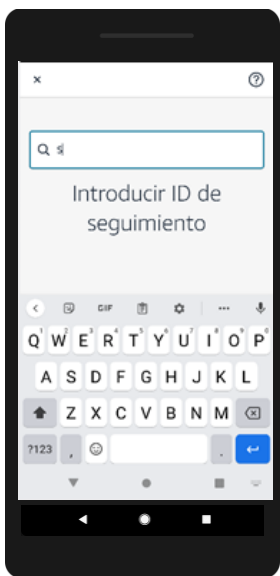 s
Introducir ID de
seguimiento
GIF
Q W E R T Y U I O P
A S D F G H J K L
Z X C V B N M
?123 , .